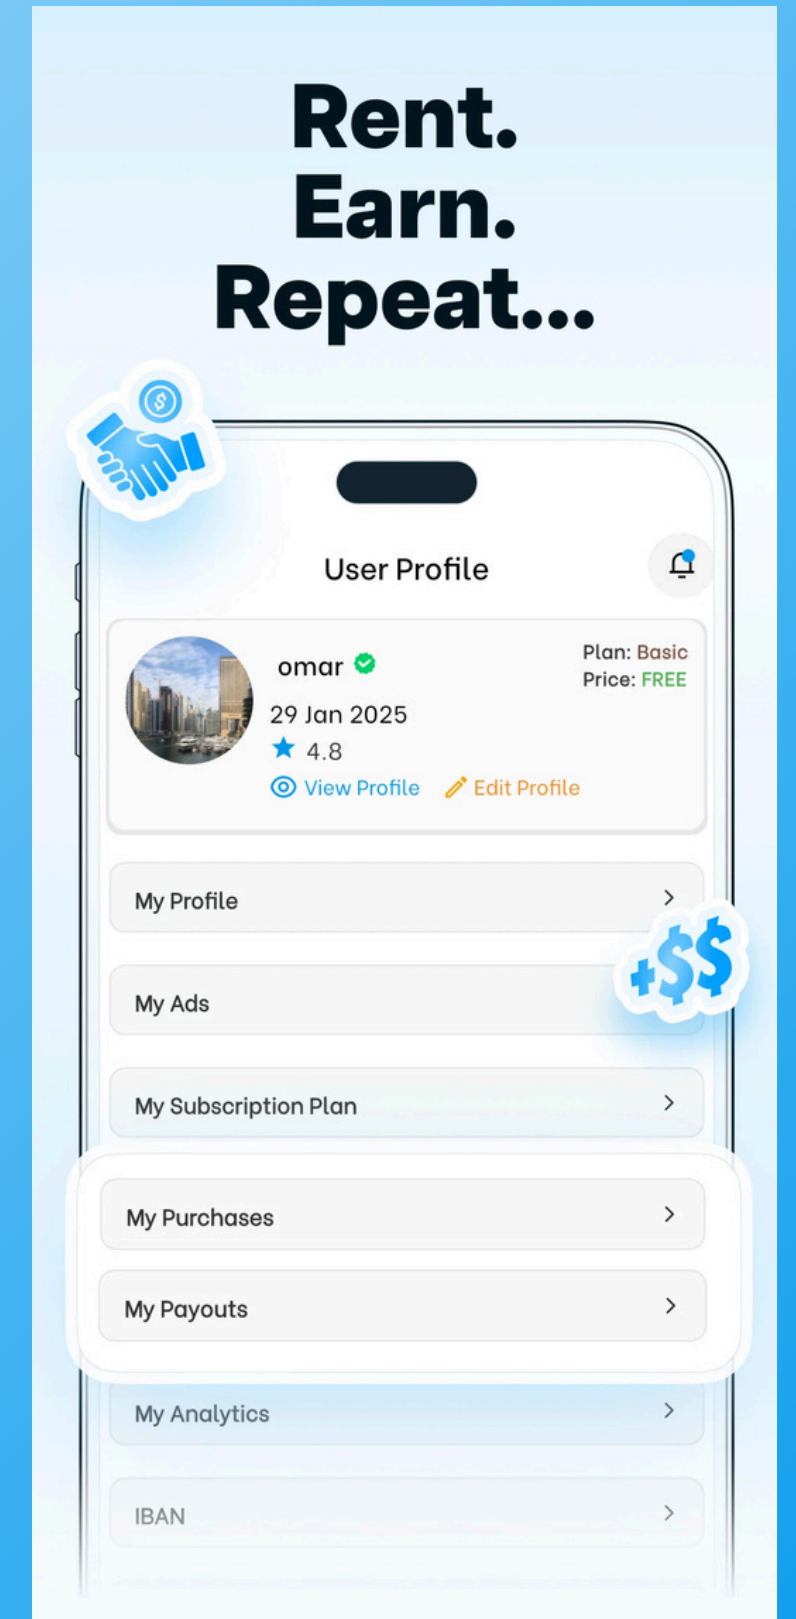 Rent.
Earn.
Repeat...
$
User Profile
omar
Plan: Basic
Price: FREE
29 Jan 2025
4.8
View Profile
Edit Profile
My Profile
+$$
My Ads
My Subscription Plan
My Purchases
My Payouts
My Analytics
IBAN